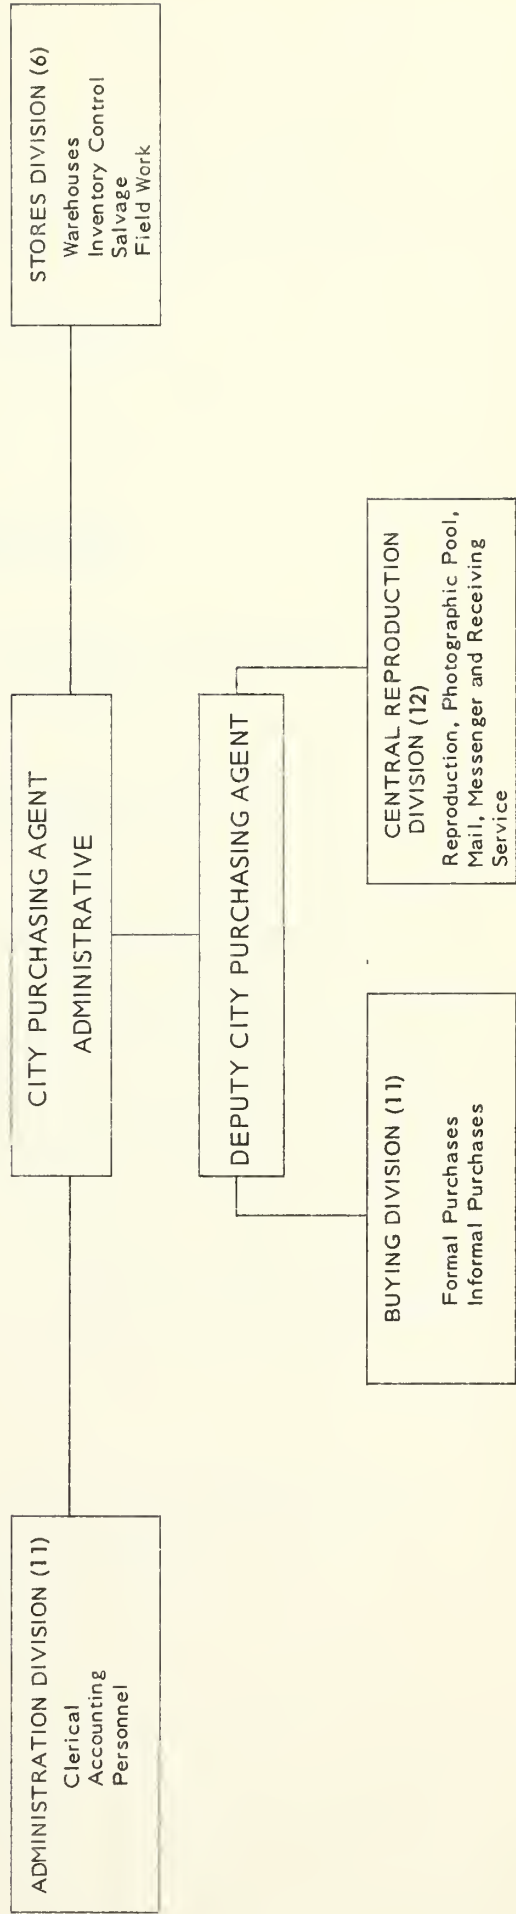 CITY PURCHASING AGENT
ADMINISTRATIVE
ADMINISTRATION DIVISION (11)
Clerical
Accounting
Personnel
STORES DIVISION (6)
Warehouses
Inventory Control
Salvage
Field Work
DEPUTY CITY PURCHASING AGENT
BUYING DIVISION (11)
Formal Purchases
Informal Purchases
CENTRAL REPRODUCTION
DIVISION (12)
Reproduction, Photographic Pool,
Mail, Messenger and Receiving
Service